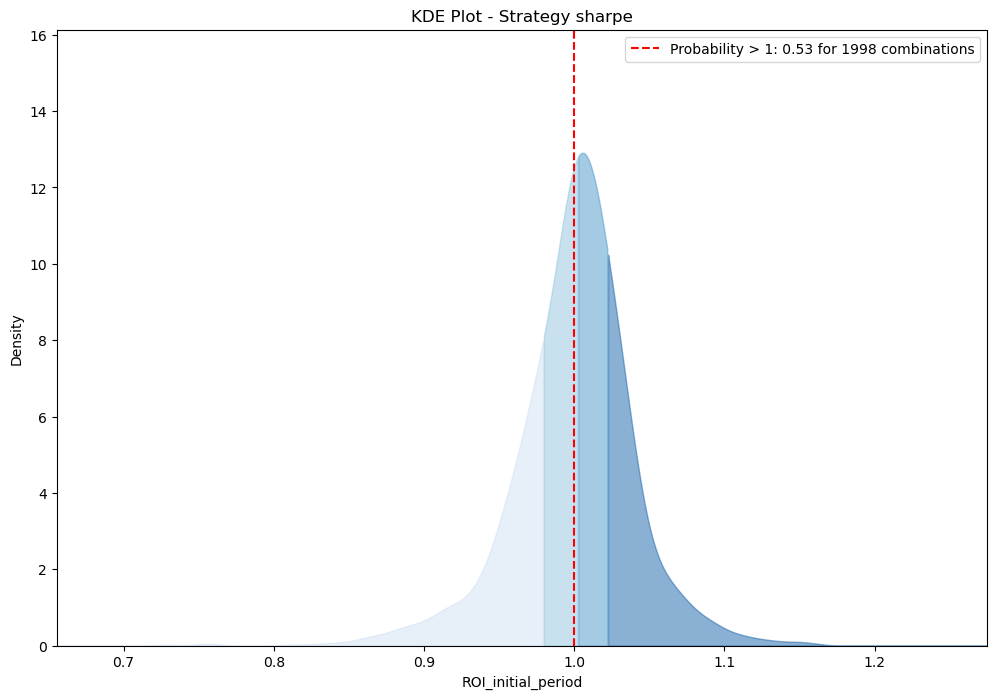 KDE Plot - Strategy sharpe
Probability > 1: 0.53 for 1998 combinations
16
14
12
10
8
6
4
2
0
Density
0.7 0.8 0.9 1.0 1.1 1.2
ROI_initial_period